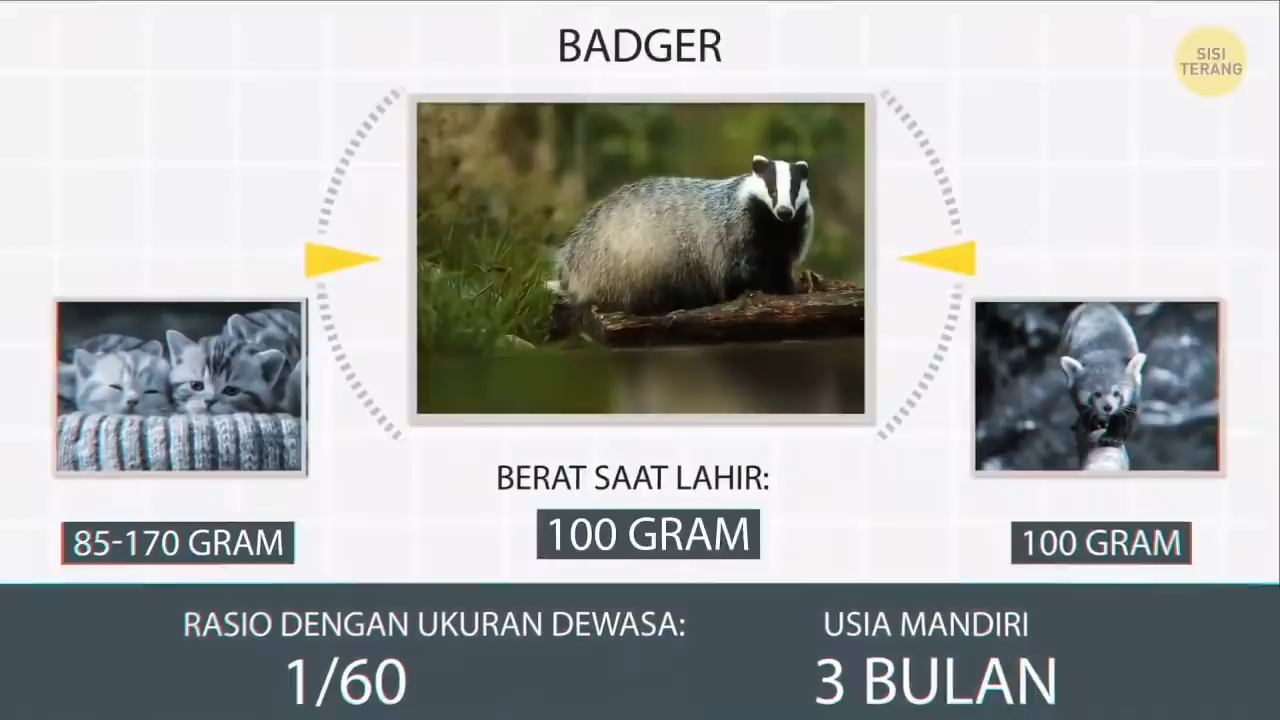 BADGER
SISI
TERANG
BERAT SAAT LAHIR:
85-170 GRAM
100 GRAM
100 GRAM
RASIO DENGAN UKURAN DEWASA:
1/60
USIA MANDIRI
3 BULAN